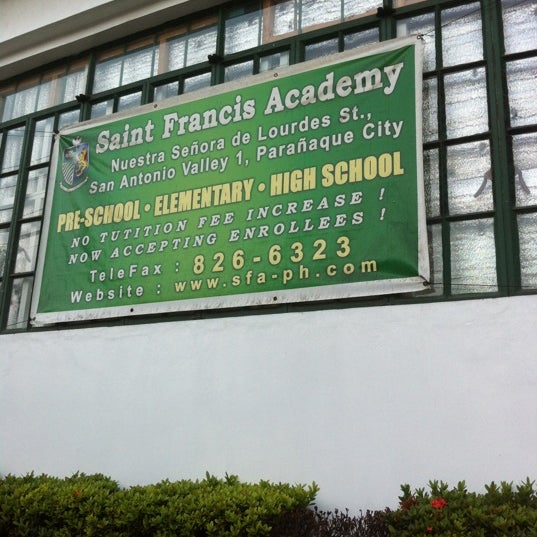 Saint Francis Academy
Nuestra Señora de Lourdes St.,
San Antonio Valley 1, Parañaque City
PRE-SCHOOL • ELEMENTARY • HIGH SCHOOL
NO TUTITION FEE INCREASE !
NOW ACCEPTING ENROLLEES !
TeleFax : 826-6323
Website : www.sfa-ph.com